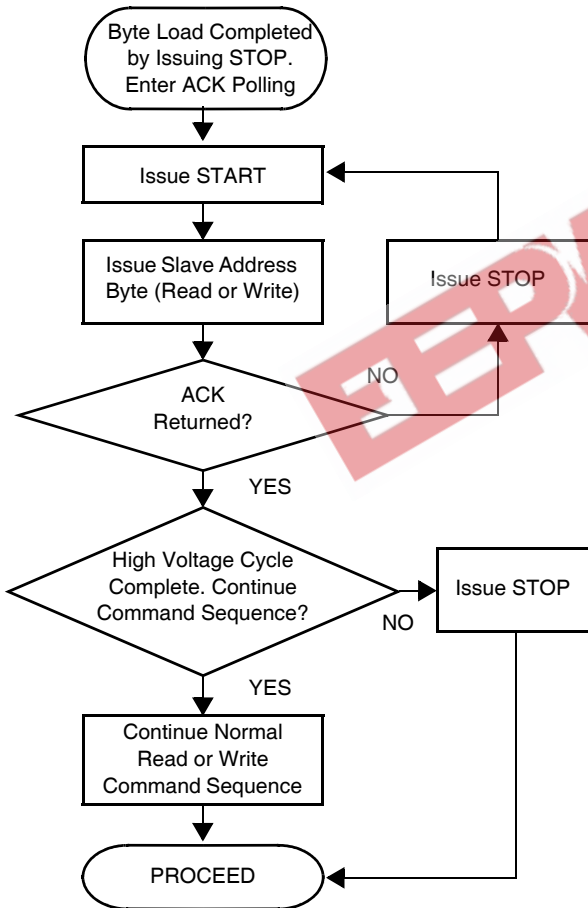 Byte Load Completed
by Issuing STOP.
Enter ACK Polling
Issue START
Issue Slave Address
Byte (Read or Write)
Issue STOP
ACK
Returned?
NO
YES
High Voltage Cycle
Complete. Continue
Command Sequence?
Issue STOP
NO
YES
Continue Normal
Read or Write
Command Sequence
PROCEED